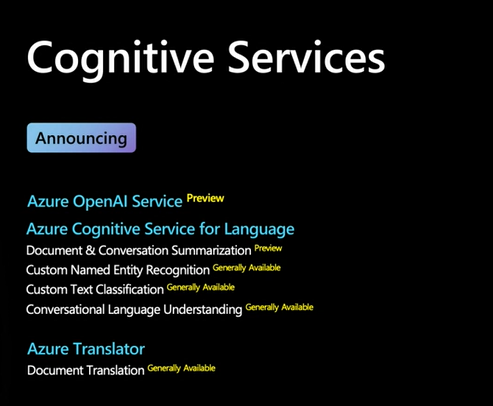 Cognitive Services
Announcing
Azure OpenAI Service Preview
Azure Cognitive Service for Language
Document & Conversation Summarization Preview
Custom Named Entity Recognition Generally Available
Custom Text Classification Generally Available
Conversational Language Understanding Generally Available
Azure Translator
Document Translation Generally Available